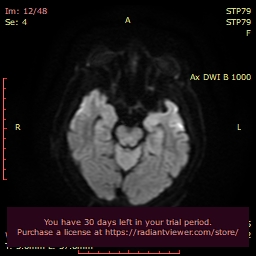 Im: 12/48
Se: 4
STP79
STP79
F
A
Ax DWI B 1000
R
L
You have 30 days left in your trial period.
Purchase a license at https://radiantviewer.com/store/